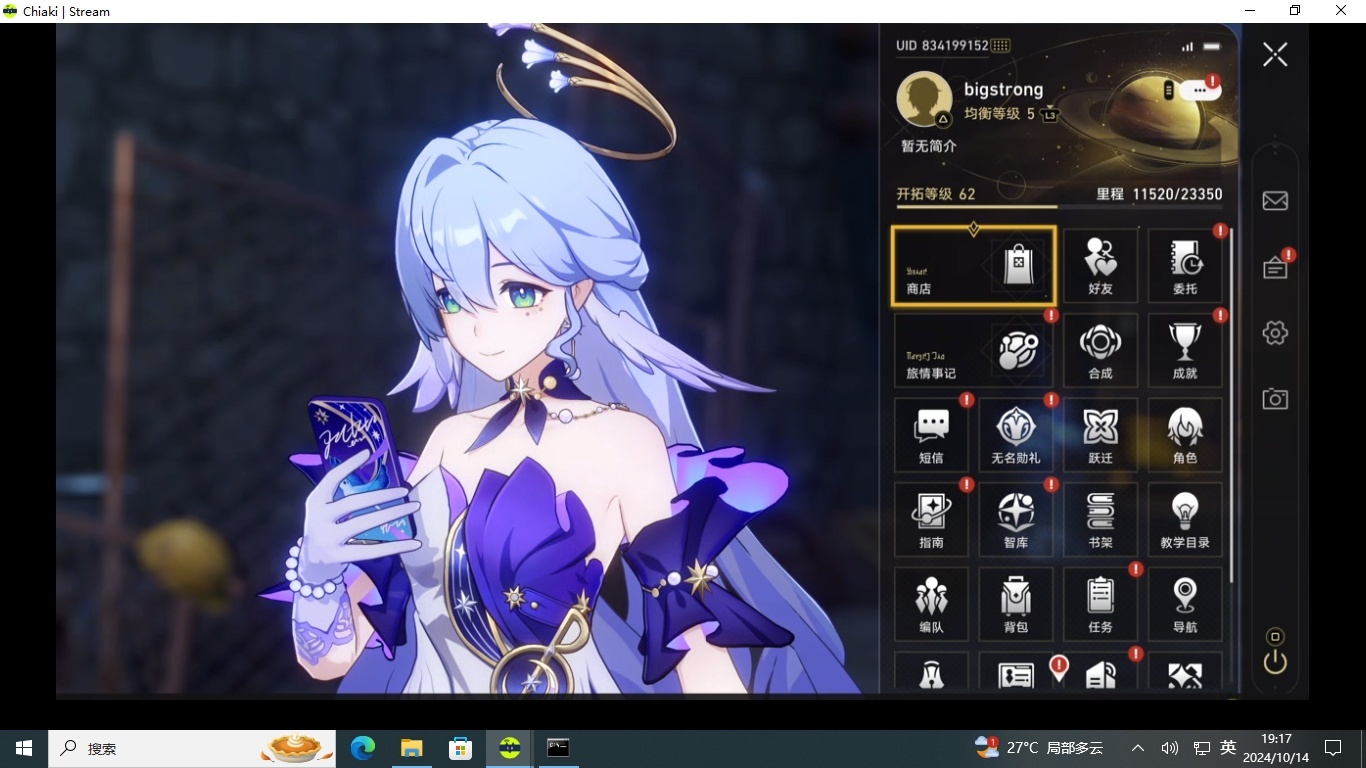 Chiaki | Stream
UID 834199152
bigstrong
均衡等级 5 L3
暂无简介
开拓等级 62 里程 11520/23350
商店
好友
委托
旅情事记
合成
成就
短信
无名勋礼
跃迁
角色
指南
智库
书架
教学目录
编队
背包
任务
导航
搜索
1
27°C 局部多云
英
19:17
2024/10/14